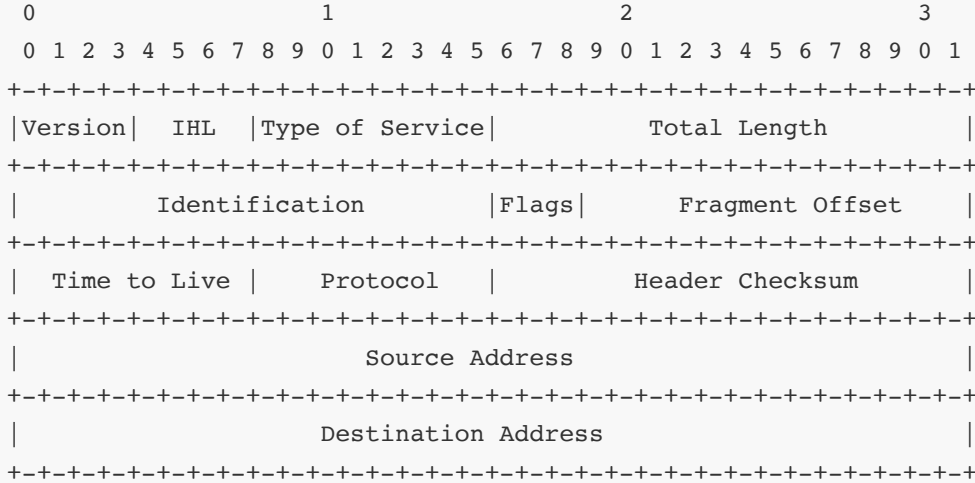 0                   1                   2                   3
 0 1 2 3 4 5 6 7 8 9 0 1 2 3 4 5 6 7 8 9 0 1 2 3 4 5 6 7 8 9 0 1
+-+-+-+-+-+-+-+-+-+-+-+-+-+-+-+-+-+-+-+-+-+-+-+-+-+-+-+-+-+-+-+-+
|Version|  IHL  |Type of Service|          Total Length         |
+-+-+-+-+-+-+-+-+-+-+-+-+-+-+-+-+-+-+-+-+-+-+-+-+-+-+-+-+-+-+-+-+
|         Identification        |Flags|      Fragment Offset    |
+-+-+-+-+-+-+-+-+-+-+-+-+-+-+-+-+-+-+-+-+-+-+-+-+-+-+-+-+-+-+-+-+
|  Time to Live |    Protocol   |         Header Checksum       |
+-+-+-+-+-+-+-+-+-+-+-+-+-+-+-+-+-+-+-+-+-+-+-+-+-+-+-+-+-+-+-+-+
|                       Source Address                          |
+-+-+-+-+-+-+-+-+-+-+-+-+-+-+-+-+-+-+-+-+-+-+-+-+-+-+-+-+-+-+-+-+
|                    Destination Address                        |
+-+-+-+-+-+-+-+-+-+-+-+-+-+-+-+-+-+-+-+-+-+-+-+-+-+-+-+-+-+-+-+-+